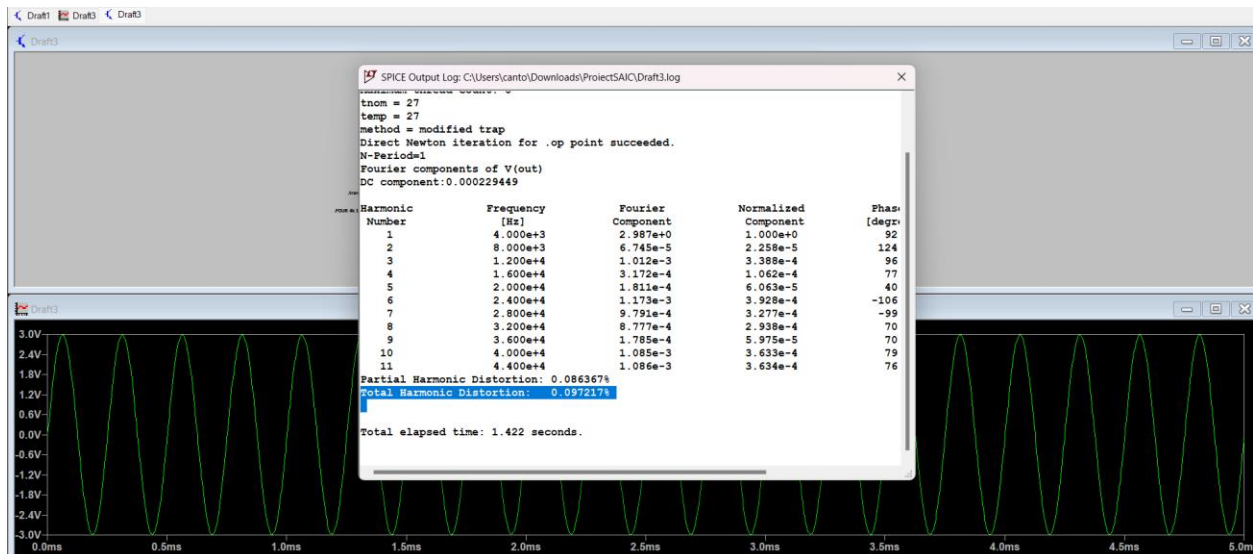 Draft1 Draft3 Draft3
Draft3
SPICE Output Log: C:\Users\canto\Downloads\ProiectSAIC\Draft3.log
tnom = 27
temp = 27
method = modified trap
Direct Newton iteration for .op point succeeded.
N-Period=1
Fourier components of V(out)
DC component:0.000229449
Harmonic Frequency Fourier Normalized Phas
Number [Hz] Component Component [degr
1 4.000e+3 2.987e+0 1.000e+0 92
2 8.000e+3 6.745e-5 2.258e-5 124
3 1.200e+4 1.012e-3 3.388e-4 96
4 1.600e+4 3.172e-4 1.062e-4 77
5 2.000e+4 1.811e-4 6.063e-5 40
6 2.400e+4 1.173e-3 3.928e-4 -106
7 2.800e+4 9.791e-4 3.277e-4 -99
8 3.200e+4 8.777e-4 2.938e-4 70
9 3.600e+4 1.785e-4 5.975e-5 70
10 4.000e+4 1.085e-3 3.633e-4 79
11 4.400e+4 1.086e-3 3.634e-4 76
Partial Harmonic Distortion: 0.086367%
Total Harmonic Distortion: 0.097217%
Total elapsed time: 1.422 seconds.
Draft3
3.0V
2.4V
1.8V
1.2V
0.6V
0.0V
-0.6V
-1.2V
-1.8V
-2.4V
-3.0V
0.0ms 0.5ms 1.0ms 1.5ms 2.0ms 2.5ms 3.0ms 3.5ms 4.0ms 4.5ms 5.0m